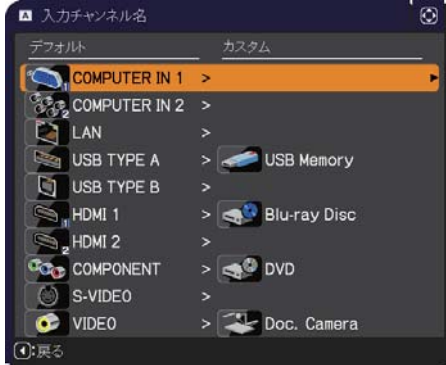 A 入力チャンネル名
デフォルト カスタム
COMPUTER IN 1 >
COMPUTER IN 2 >
LAN >
USB TYPE A > USB Memory
USB TYPE B >
HDMI 1 > Blu-ray Disc
HDMI 2 >
COMPONENT > DVD
S-VIDEO >
VIDEO > Doc. Camera
:戻る